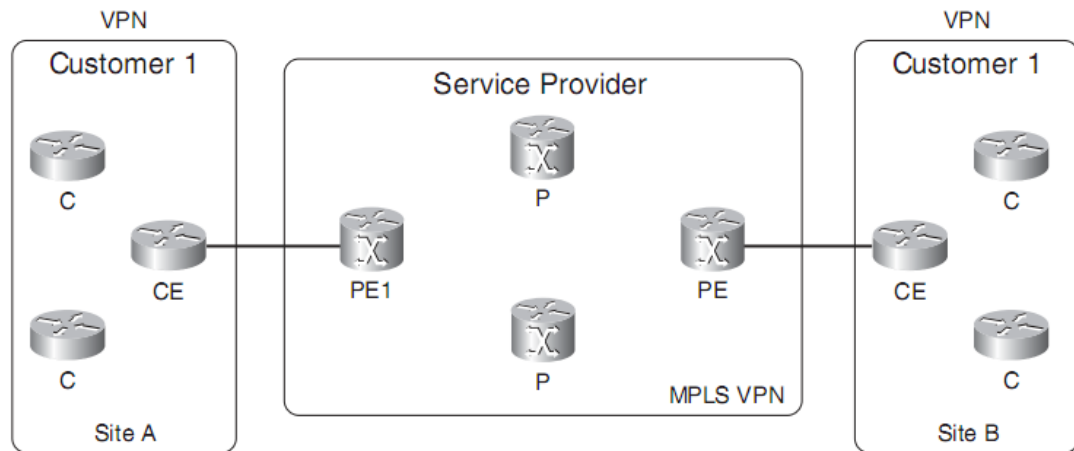 VPN
VPN
Customer 1
Service Provider
Customer 1
C
P
C
CE
PE1
PE
CE
C
P
C
MPLS VPN
Site A
Site B